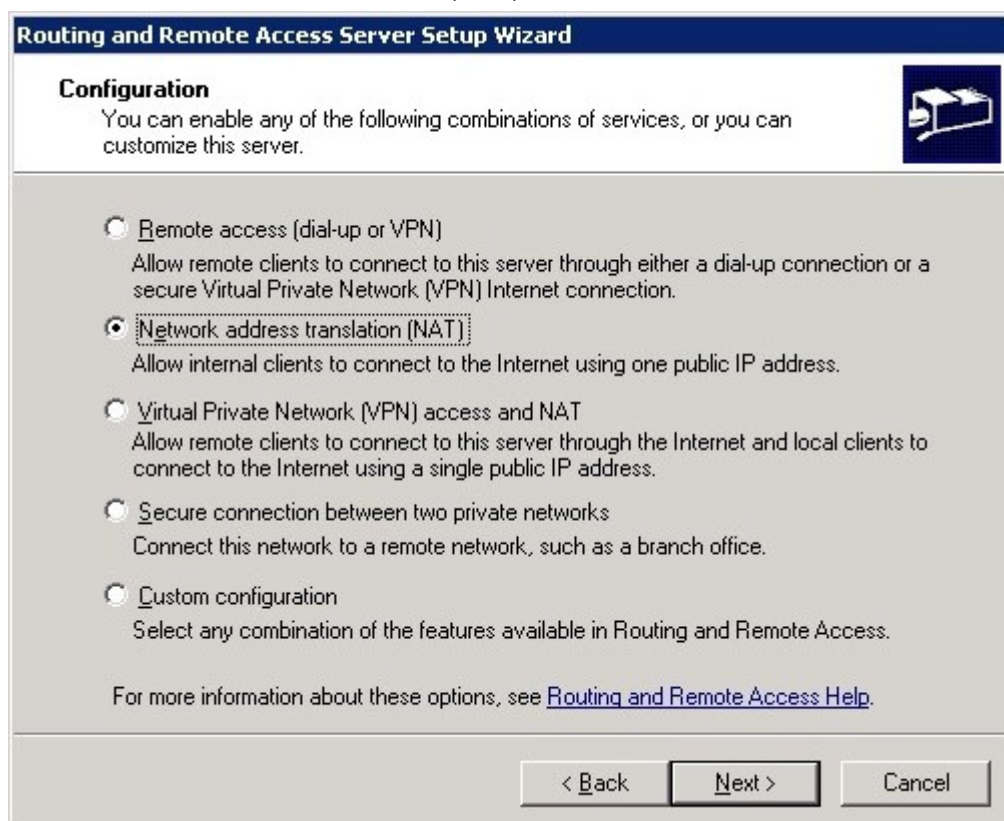 Routing and Remote Access Server Setup Wizard
Configuration
You can enable any of the following combinations of services, or you can
customize this server.
Remote access (dial-up or VPN)
Allow remote clients to connect to this server through either a dial-up connection or a
secure Virtual Private Network (VPN) Internet connection.
Network address translation (NAT)
Allow internal clients to connect to the Internet using one public IP address.
Virtual Private Network (VPN) access and NAT
Allow remote clients to connect to this server through the Internet and local clients to
connect to the Internet using a single public IP address.
Secure connection between two private networks
Connect this network to a remote network, such as a branch office.
Custom configuration
Select any combination of the features available in Routing and Remote Access.
For more information about these options, see Routing and Remote Access Help.
< Back Next > Cancel